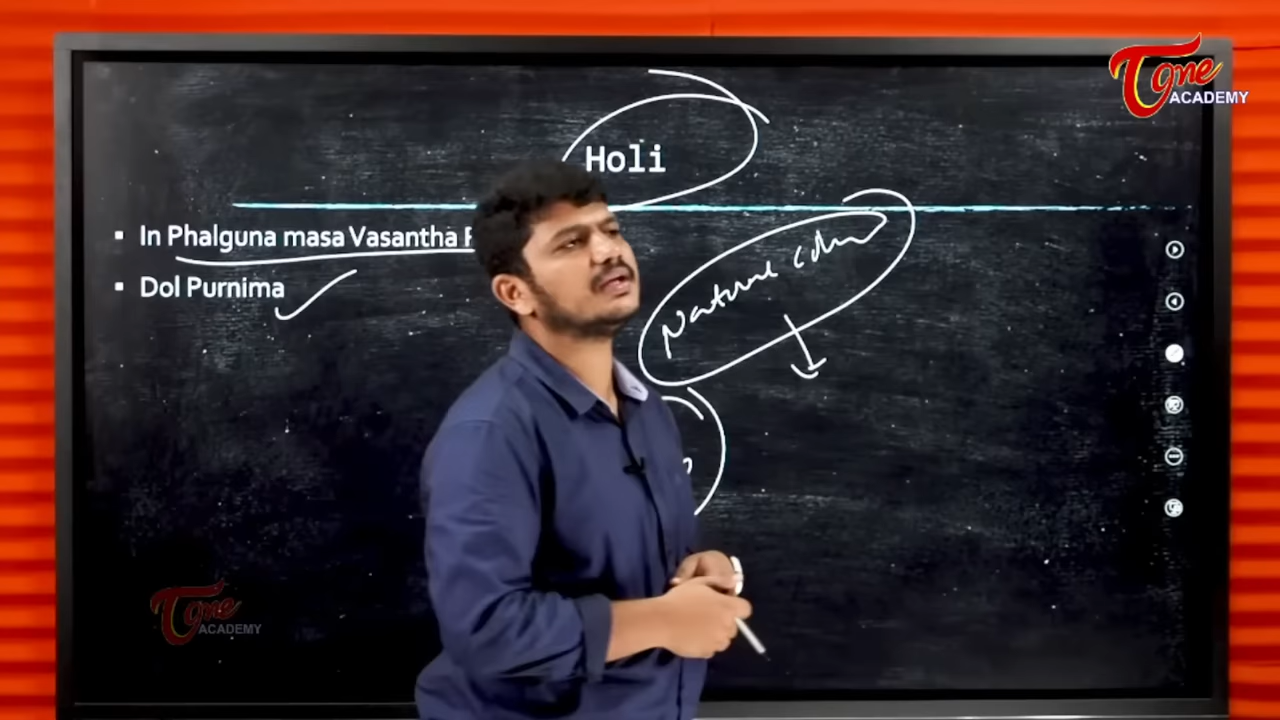 Tone
ACADEMY
Holi
In Phalguna masa Vasantha
Dol Purnima
Natural
Tone
ACADEMY